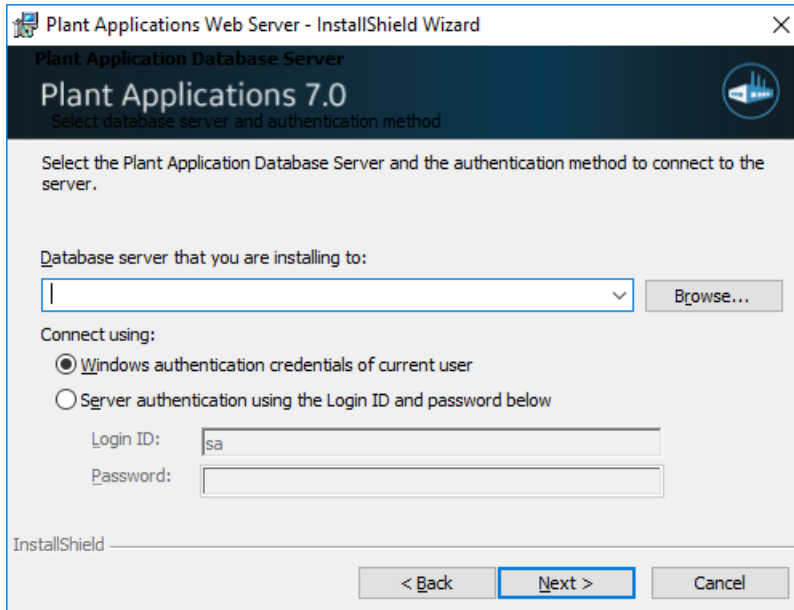 Plant Applications Web Server - InstallShield Wizard
Plant Application Database Server
Plant Applications 7.0
Select database server and authentication method
Select the Plant Application Database Server and the authentication method to connect to the
server.
Database server that you are installing to:
Browse...
Connect using:
Windows authentication credentials of current user
Server authentication using the Login ID and password below
Login ID:
sa
Password:
InstallShield
< Back
Next >
Cancel